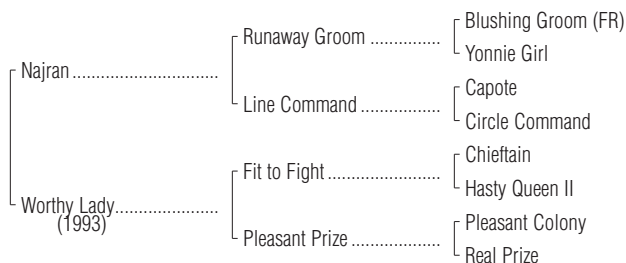 Blushing Groom (FR)
Runaway Groom ................
Yonnie Girl
Najran ..................................
Capote
Line Command ..................
Circle Command
Chieftain
Fit to Fight .........................
Hasty Queen II
Worthy Lady........................
(1993)
Pleasant Colony
Pleasant Prize ....................
Real Prize